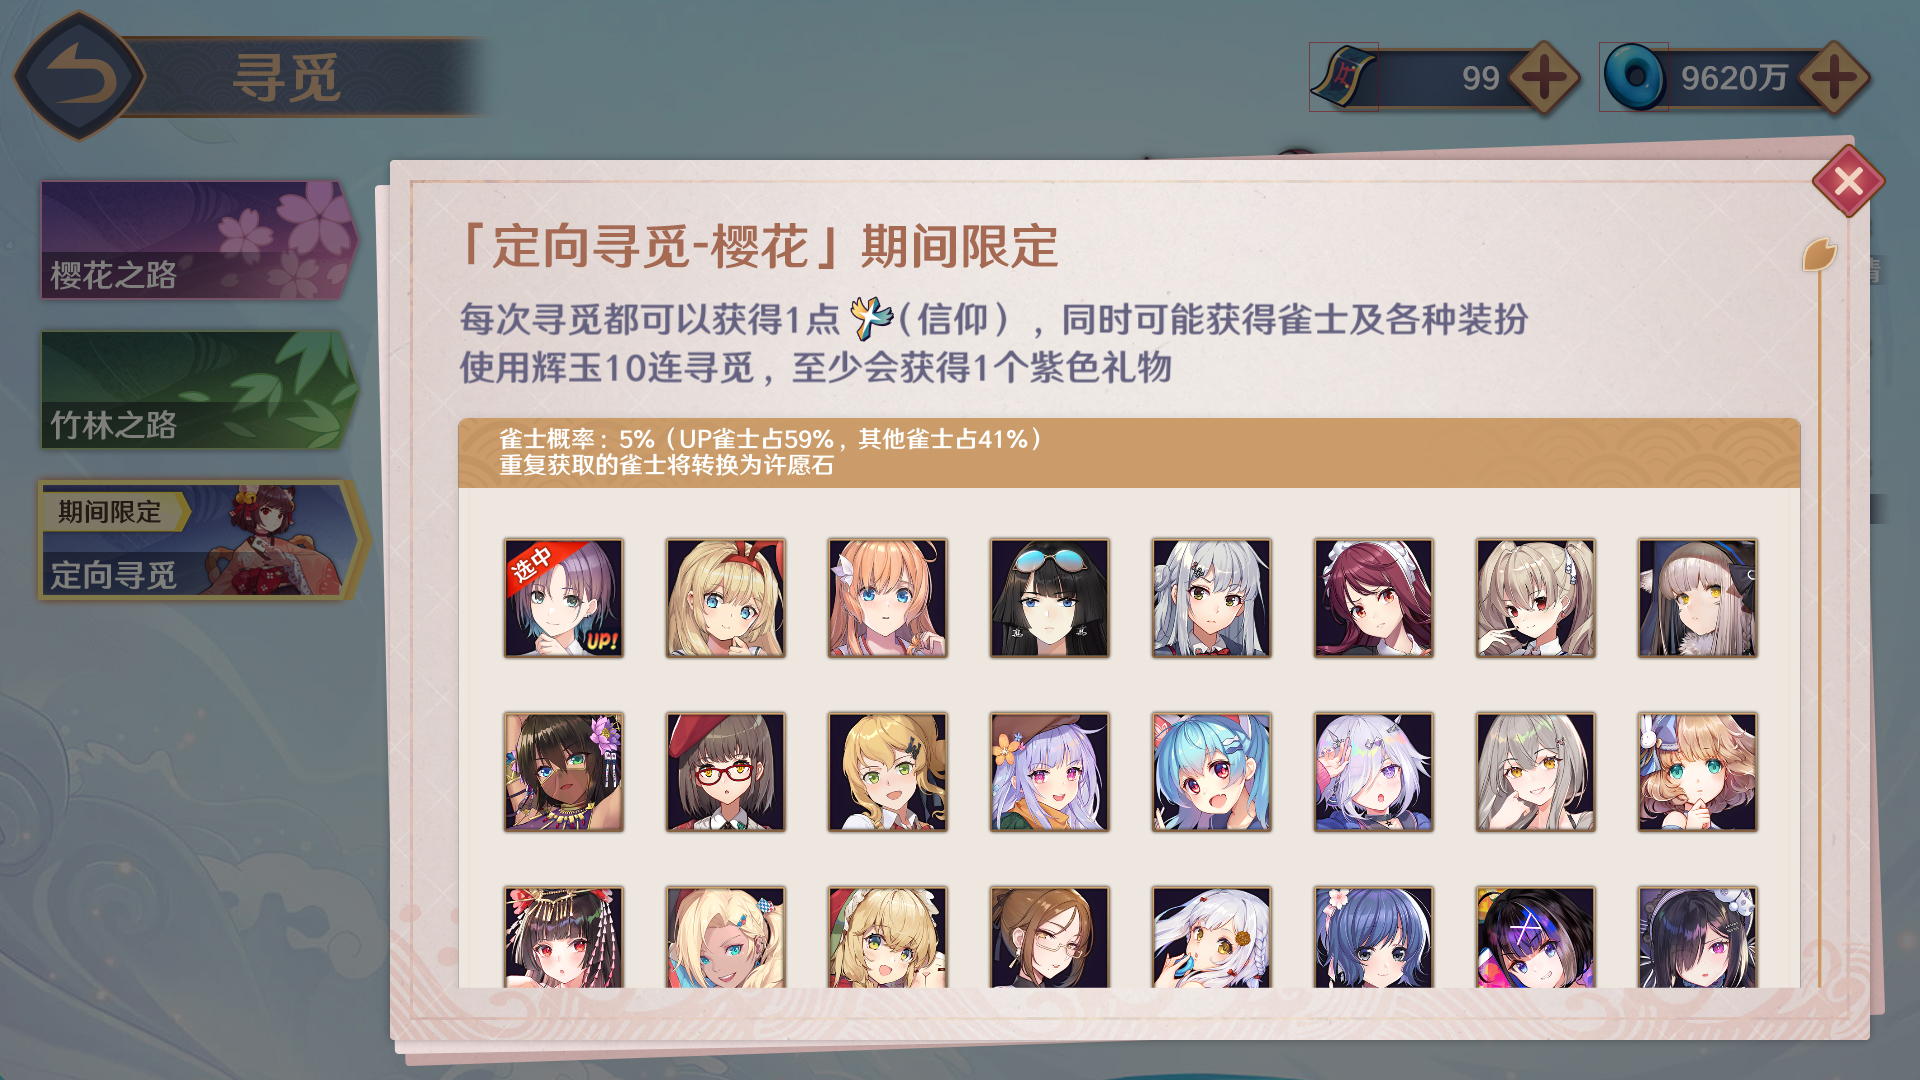 寻觅
99
9620万
樱花之路
竹林之路
期间限定
定向寻觅
「定向寻觅-樱花」期间限定
每次寻觅都可以获得1点 (信仰），同时可能获得雀士及各种装扮
使用辉玉10连寻觅，至少会获得1个紫色礼物
雀士概率：5%（UP雀士占59%，其他雀士占41%）
重复获取的雀士将转换为许愿石
选中
UP!